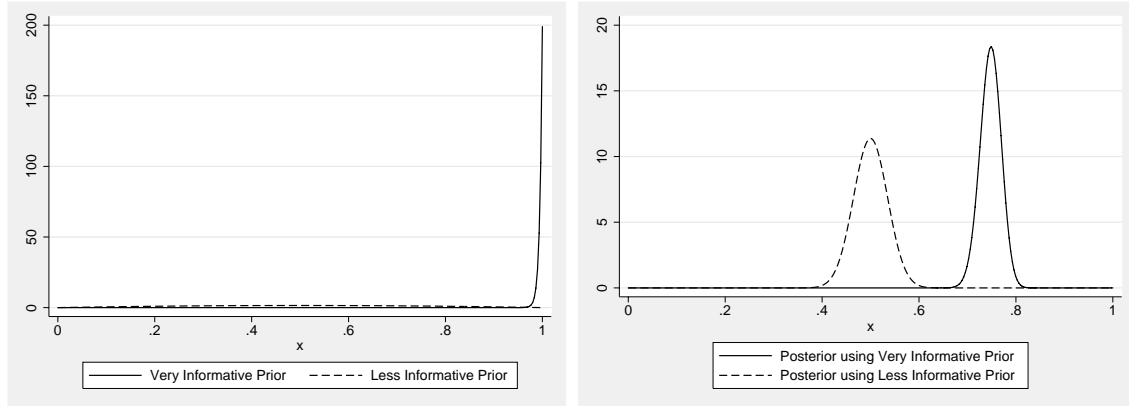 200
150
100
50
0
0 .2 .4 .6 .8 1
x
Very Informative Prior Less Informative Prior
20
15
10
5
0
0 .2 .4 .6 .8 1
x
Posterior using Very Informative Prior
Posterior using Less Informative Prior